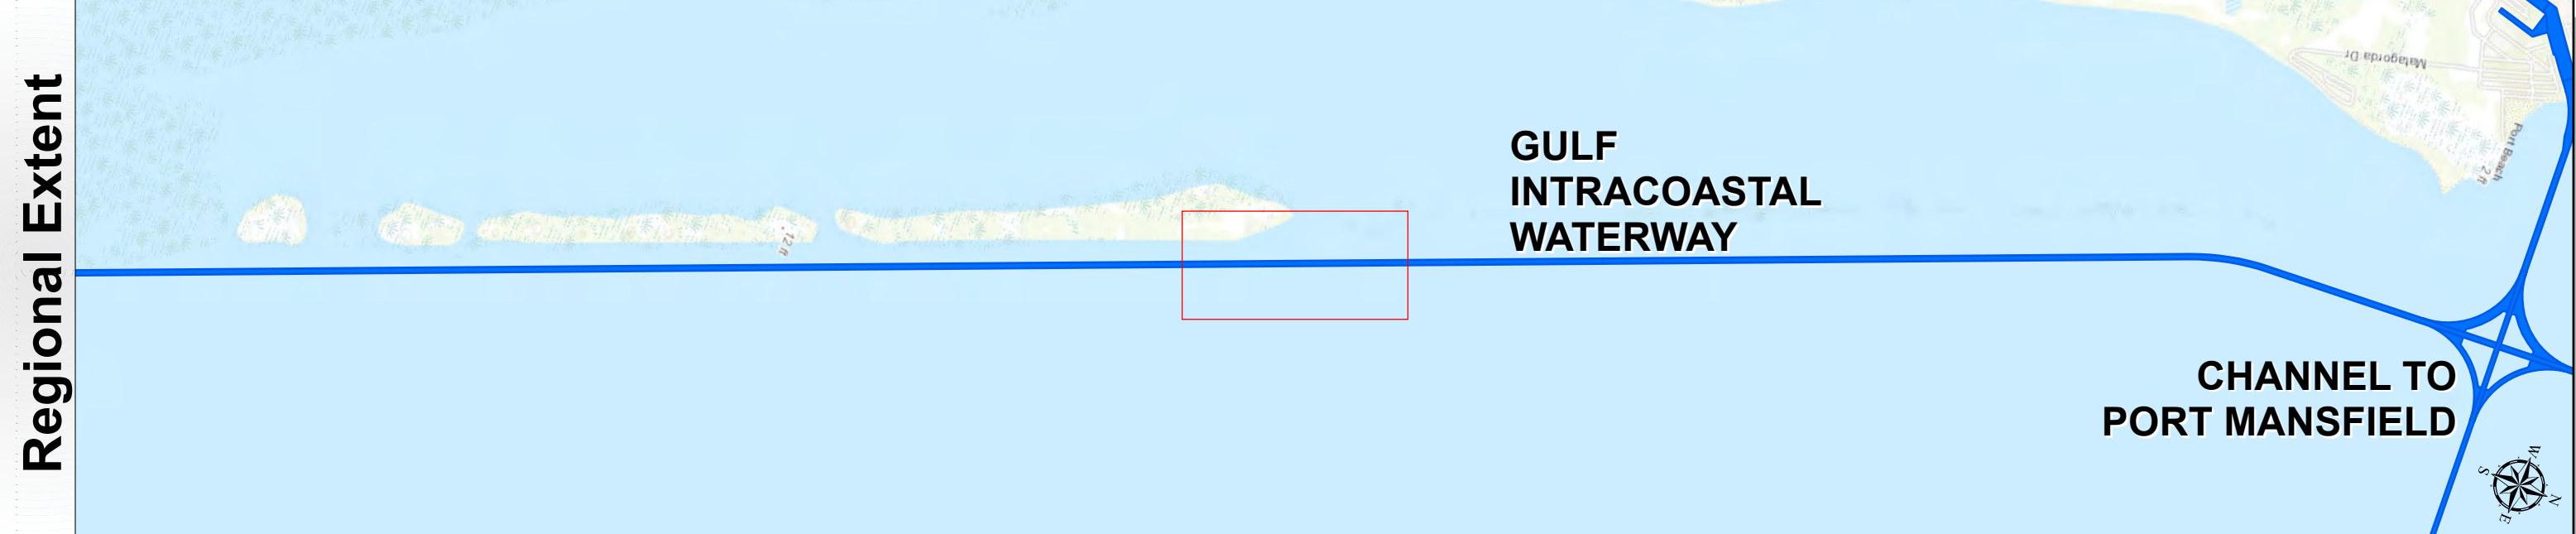 Regional Extent
Matagorda Dr
Port Beach
2 ft
12 ft
GULF
INTRACOASTAL
WATERWAY
CHANNEL TO
PORT MANSFIELD
W
S
N
E